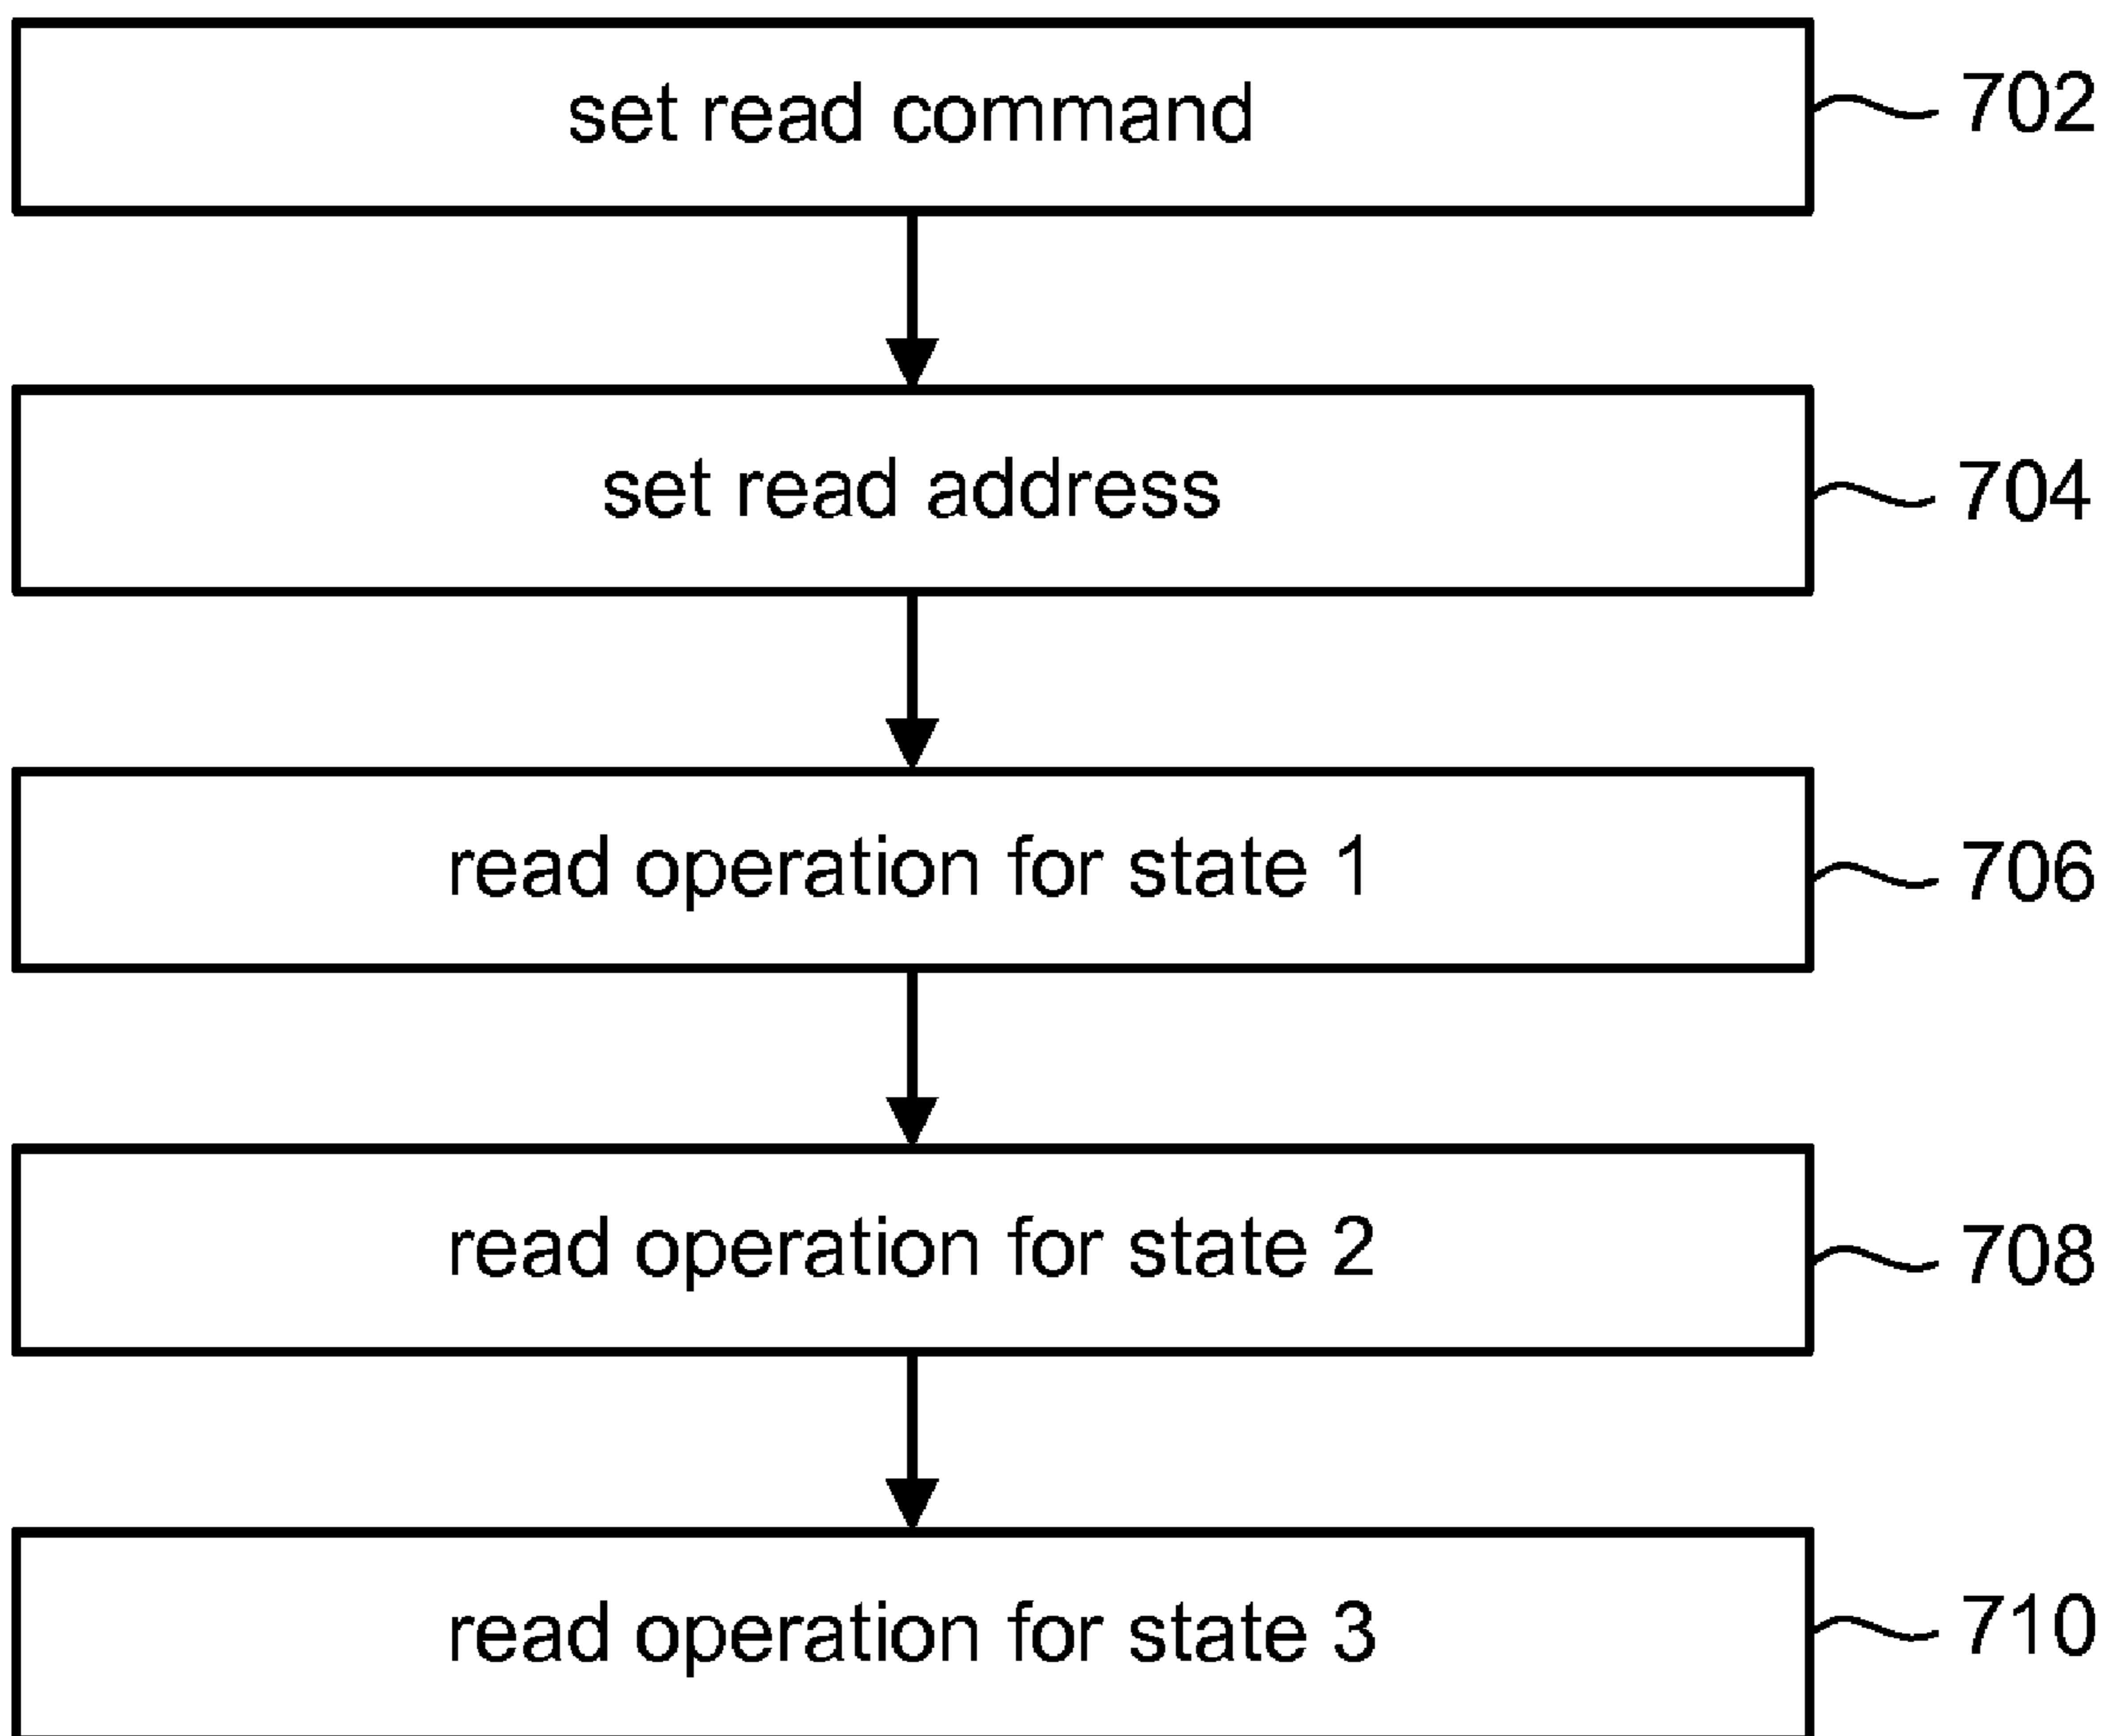 set read command 702
set read address 704
read operation for state 1 706
read operation for state 2 708
read operation for state 3 710